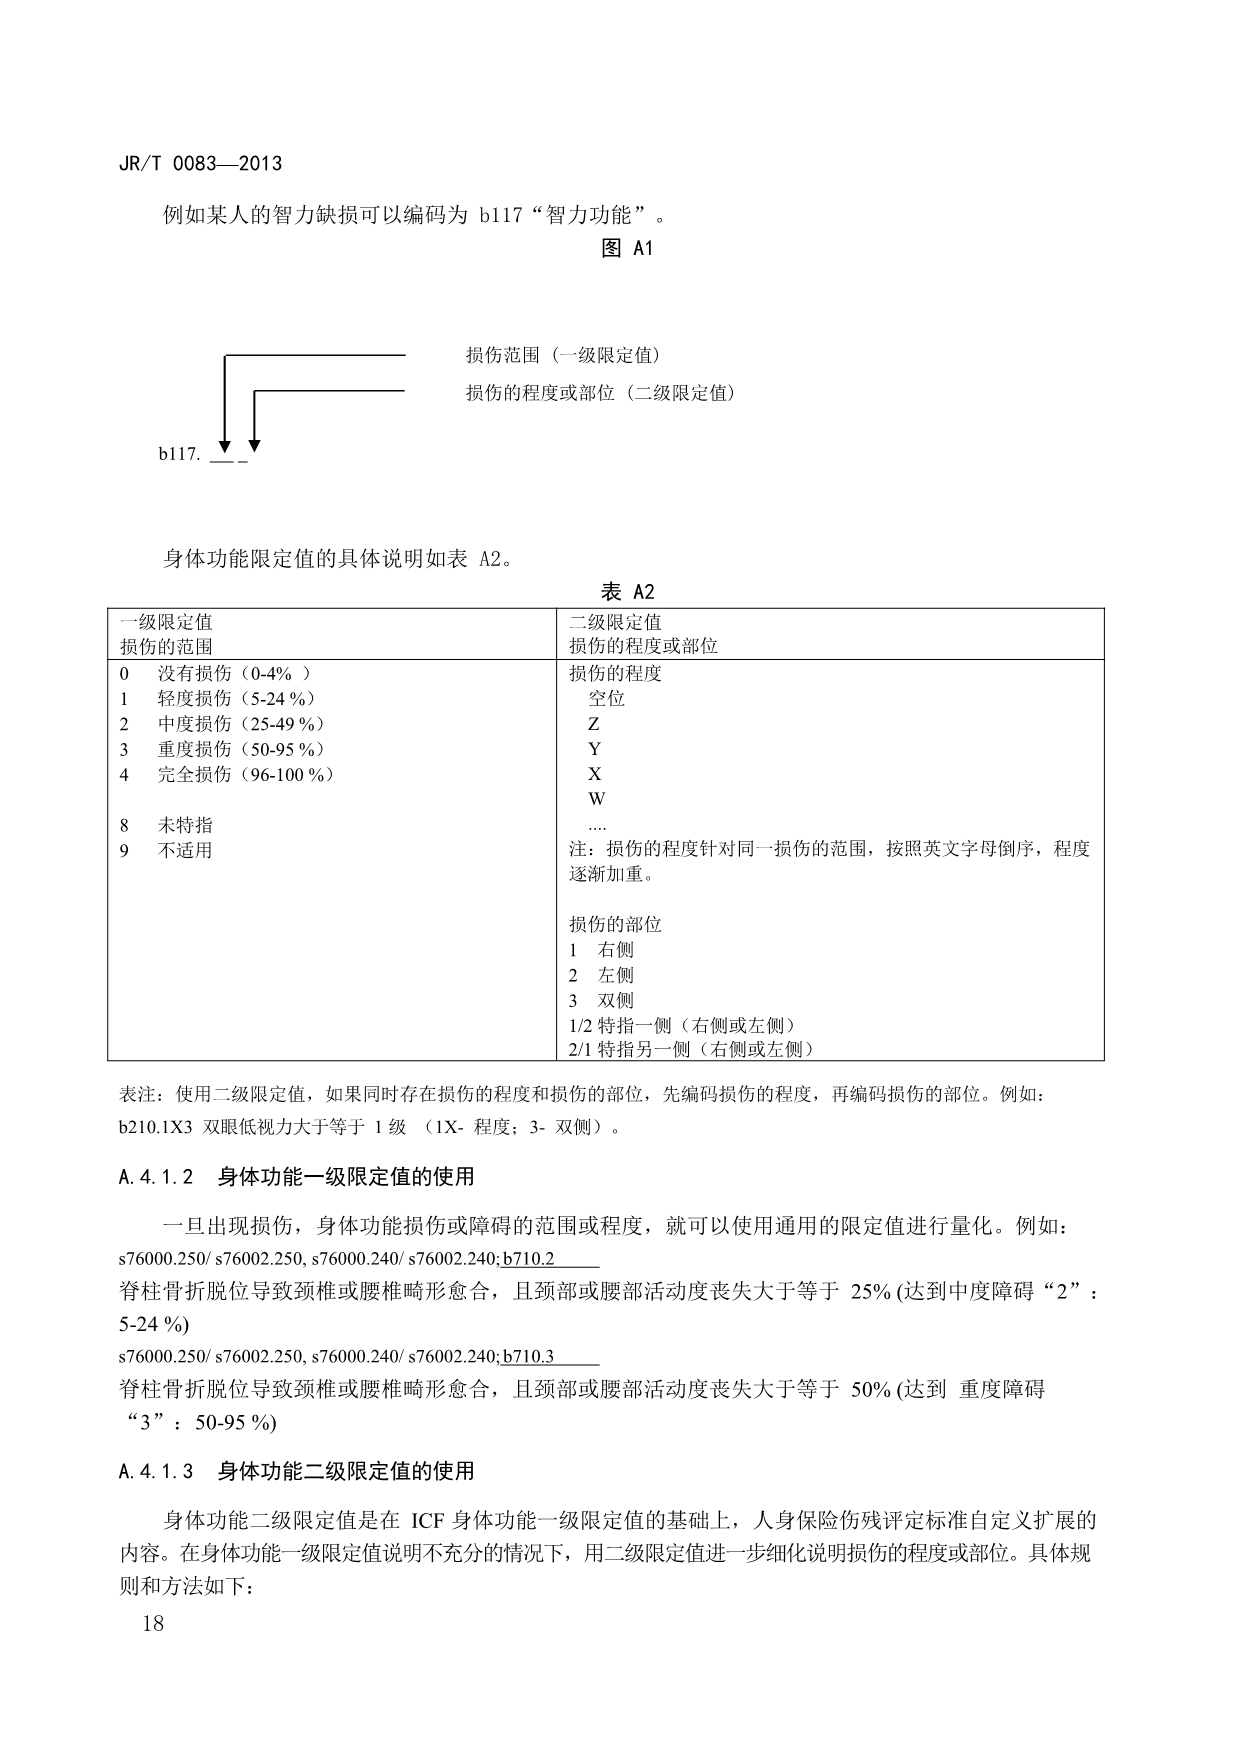 JR/T 0083—2013
例如某人的智力缺损可以编码为 b117“智力功能”。
图 A1
损伤范围（一级限定值）
损伤的程度或部位（二级限定值）
b117. __ _
身体功能限定值的具体说明如表 A2。
表 A2
一级限定值
损伤的范围
二级限定值
损伤的程度或部位
0 没有损伤（0-4% ）
1 轻度损伤（5-24 %）
2 中度损伤（25-49 %）
3 重度损伤（50-95 %）
4 完全损伤（96-100 %）
8 未特指
9 不适用
损伤的程度
空位
Z
Y
X
W
....
注：损伤的程度针对同一损伤的范围，按照英文字母倒序，程度
逐渐加重。
损伤的部位
1 右侧
2 左侧
3 双侧
1/2 特指一侧（右侧或左侧）
2/1 特指另一侧（右侧或左侧）
表注：使用二级限定值，如果同时存在损伤的程度和损伤的部位，先编码损伤的程度，再编码损伤的部位。例如：
b210.1X3 双眼低视力大于等于 1 级 （1X- 程度；3- 双侧）。
A.4.1.2 身体功能一级限定值的使用
一旦出现损伤，身体功能损伤或障碍的范围或程度，就可以使用通用的限定值进行量化。例如：
s76000.250/ s76002.250, s76000.240/ s76002.240;b710.2
脊柱骨折脱位导致颈椎或腰椎畸形愈合，且颈部或腰部活动度丧失大于等于 25% (达到中度障碍“2”：
5-24 %)
s76000.250/ s76002.250, s76000.240/ s76002.240;b710.3
脊柱骨折脱位导致颈椎或腰椎畸形愈合，且颈部或腰部活动度丧失大于等于 50% (达到 重度障碍
“3”：50-95 %)
A.4.1.3 身体功能二级限定值的使用
身体功能二级限定值是在 ICF 身体功能一级限定值的基础上，人身保险伤残评定标准自定义扩展的
内容。在身体功能一级限定值说明不充分的情况下，用二级限定值进一步细化说明损伤的程度或部位。具体规
则和方法如下：
18